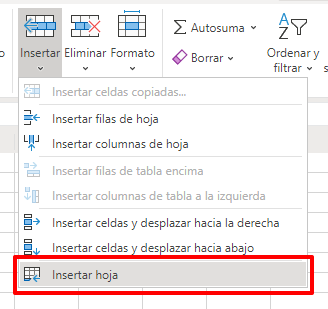 Insertar Eliminar Formato
Autosuma
Borrar
Ordenar y
filtrar
s
Insertar celdas copiadas...
Insertar filas de hoja
Insertar columnas de hoja
Insertar filas de tabla encima
Insertar columnas de tabla a la izquierda
Insertar celdas y desplazar hacia la derecha
Insertar celdas y desplazar hacia abajo
Insertar hoja